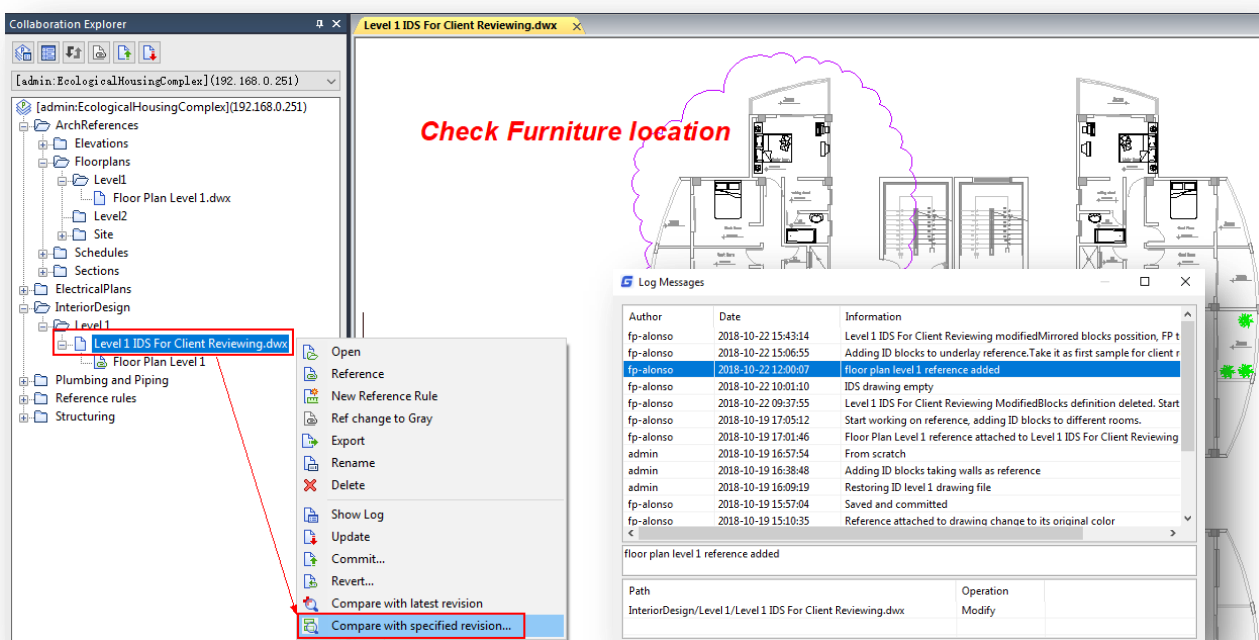 Collaboration Explorer
Level 1 IDS For Client Reviewing.dwx
[admin:EcologicalHousingComplex](192.168.0.251)
[admin:EcologicalHousingComplex](192.168.0.251)
ArchReferences
Elevations
Floorplans
Level1
Floor Plan Level 1.dwx
Level2
Site
Schedules
Sections
ElectricalPlans
InteriorDesign
Level 1
Level 1 IDS For Client Reviewing.dwx
Floor Plan Level 1
Plumbing and Piping
Reference rules
Structuring
Open
Reference
New Reference Rule
Ref change to Gray
Export
Rename
Delete
Show Log
Update
Commit...
Revert...
Compare with latest revision
Compare with specified revision...
Check Furniture location
Log Messages
Author Date Information
fp-alonso 2018-10-22 15:43:14 Level 1 IDS For Client Reviewing modifiedMirrored blocks possition, FP t
fp-alonso 2018-10-22 15:06:55 Adding ID blocks to underlay reference.Take it as first sample for client r
fp-alonso 2018-10-22 12:00:07 floor plan level 1 reference added
fp-alonso 2018-10-22 10:01:10 IDS drawing empty
fp-alonso 2018-10-22 09:37:55 Level 1 IDS For Client Reviewing ModifiedBlocks definition deleted. Start
fp-alonso 2018-10-19 17:05:12 Start working on reference, adding ID blocks to different rooms.
fp-alonso 2018-10-19 17:01:46 Floor Plan Level 1 reference attached to Level 1 IDS For Client Reviewing
admin 2018-10-19 16:57:54 From scratch
admin 2018-10-19 16:38:48 Adding ID blocks taking walls as reference
admin 2018-10-19 16:09:19 Restoring ID level 1 drawing file
fp-alonso 2018-10-19 15:57:04 Saved and committed
fp-alonso 2018-10-19 15:10:35 Reference attached to drawing change to its original color
floor plan level 1 reference added
Path Operation
InteriorDesign/Level 1/Level 1 IDS For Client Reviewing.dwx Modify